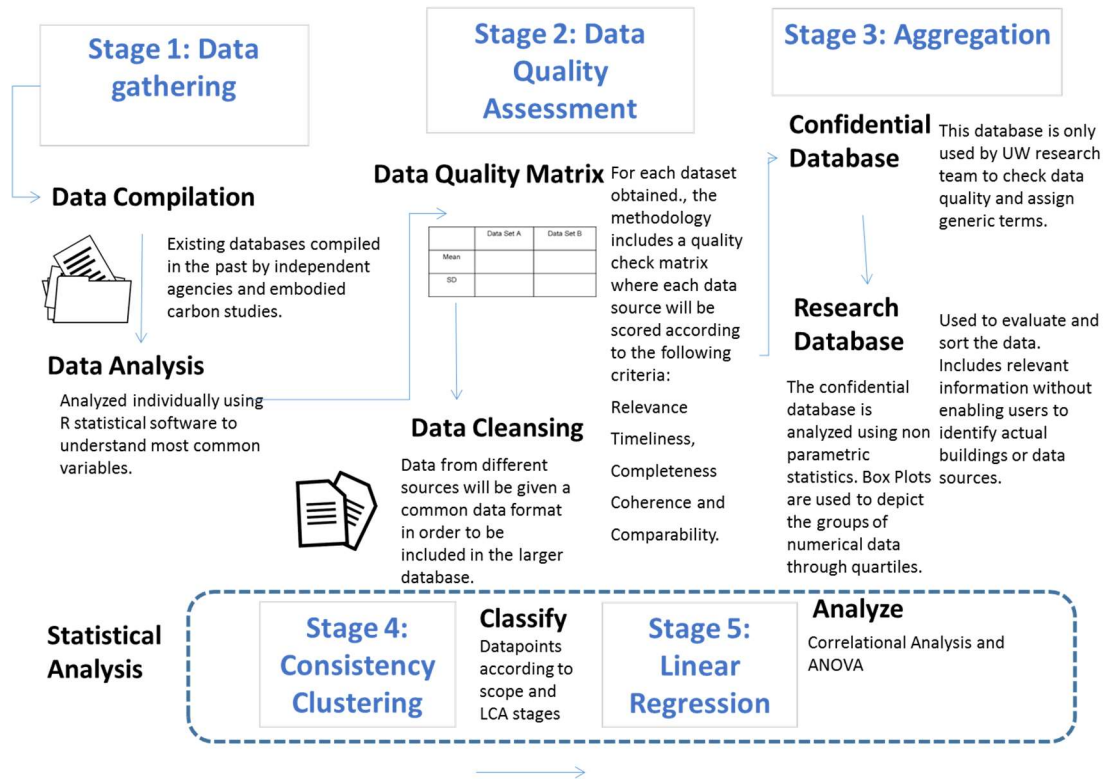 Stage 1: Data
gathering
Data Compilation
Existing databases compiled
in the past by independent
agencies and embodied
carbon studies.
Data Analysis
Analyzed individually using
R statistical software to
understand most common
variables.
Stage 2: Data
Quality
Assessment
Data Quality Matrix
Data Set A
Data Set B
Mean
SD
For each dataset
obtained., the
methodology
includes a quality
check matrix
where each data
source will be
scored according
to the following
criteria:
Relevance
Timeliness,
Completeness
Coherence and
Comparability.
Data Cleansing
Data from different
sources will be given a
common data format
in order to be
included in the larger
database.
Stage 3: Aggregation
Confidential
Database
This database is only
used by UW research
team to check data
quality and assign
generic terms.
Research
Database
The confidential
database is
analyzed using non
parametric
statistics. Box Plots
are used to depict
the groups of
numerical data
through quartiles.
Used to evaluate and
sort the data.
Includes relevant
information without
enabling users to
identify actual
buildings or data
sources.
Statistical
Analysis
Stage 4:
Consistency
Clustering
Classify
Datapoints
according to
scope and
LCA stages
Stage 5:
Linear
Regression
Analyze
Correlational Analysis and
ANOVA